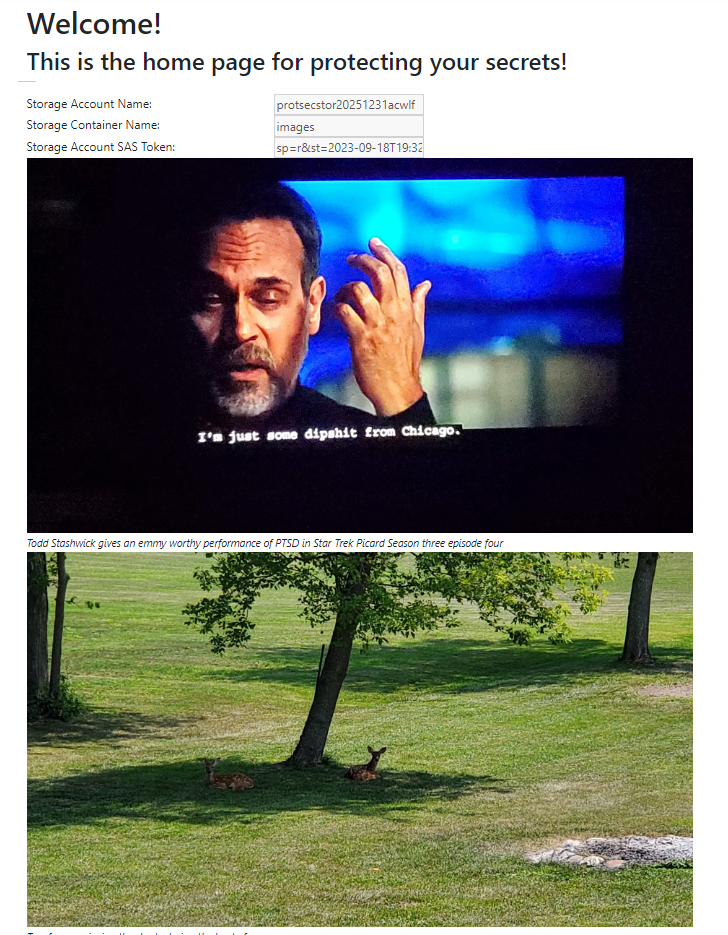 Welcome!
This is the home page for protecting your secrets!
Storage Account Name: protsecstor20251231acwlf
Storage Container Name: images
Storage Account SAS Token: sp=r&st=2023-09-18T19:32
I'm just some dipshit from Chicago.
Todd Stashwick gives an emmy worthy performance of PTSD in Star Trek Picard Season three episode four